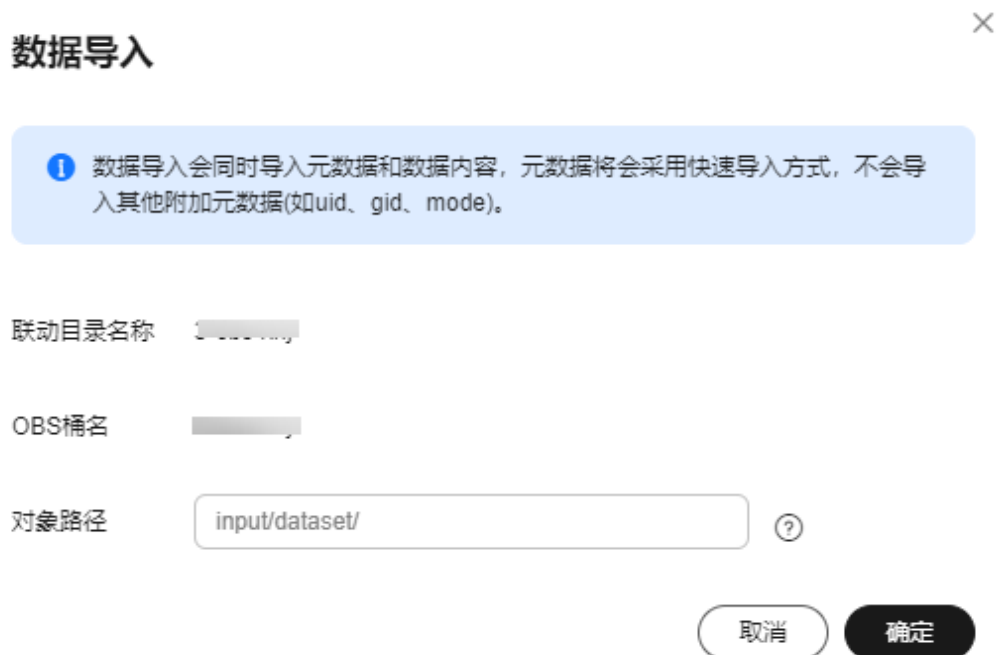 数据导入
数据导入会同时导入元数据和数据内容，元数据将会采用快速导入方式，不会导
入其他附加元数据(如uid、gid、mode)。
联动目录名称
OBS桶名
对象路径 input/dataset/
取消 确定